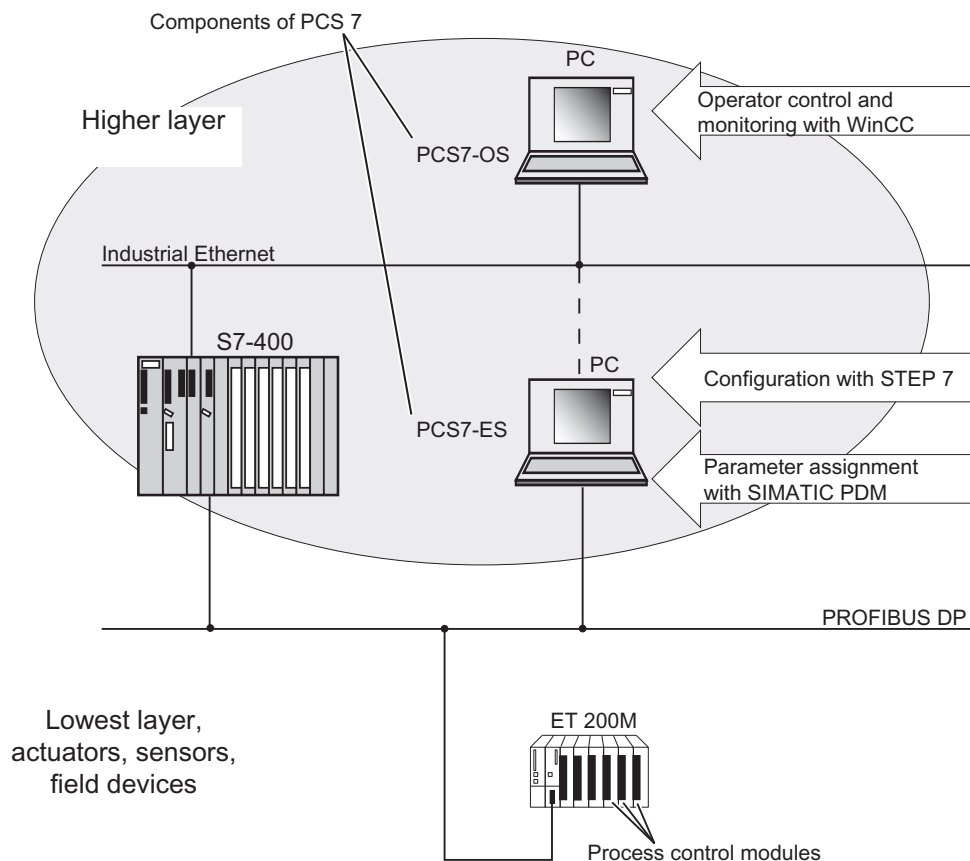 Components of PCS 7
PC
Higher layer
Operator control and
monitoring with WinCC
PCS7-OS
Industrial Ethernet
S7-400
PC
Configuration with STEP 7
PCS7-ES
Parameter assignment
with SIMATIC PDM
PROFIBUS DP
Lowest layer,
actuators, sensors,
field devices
ET 200M
Process control modules